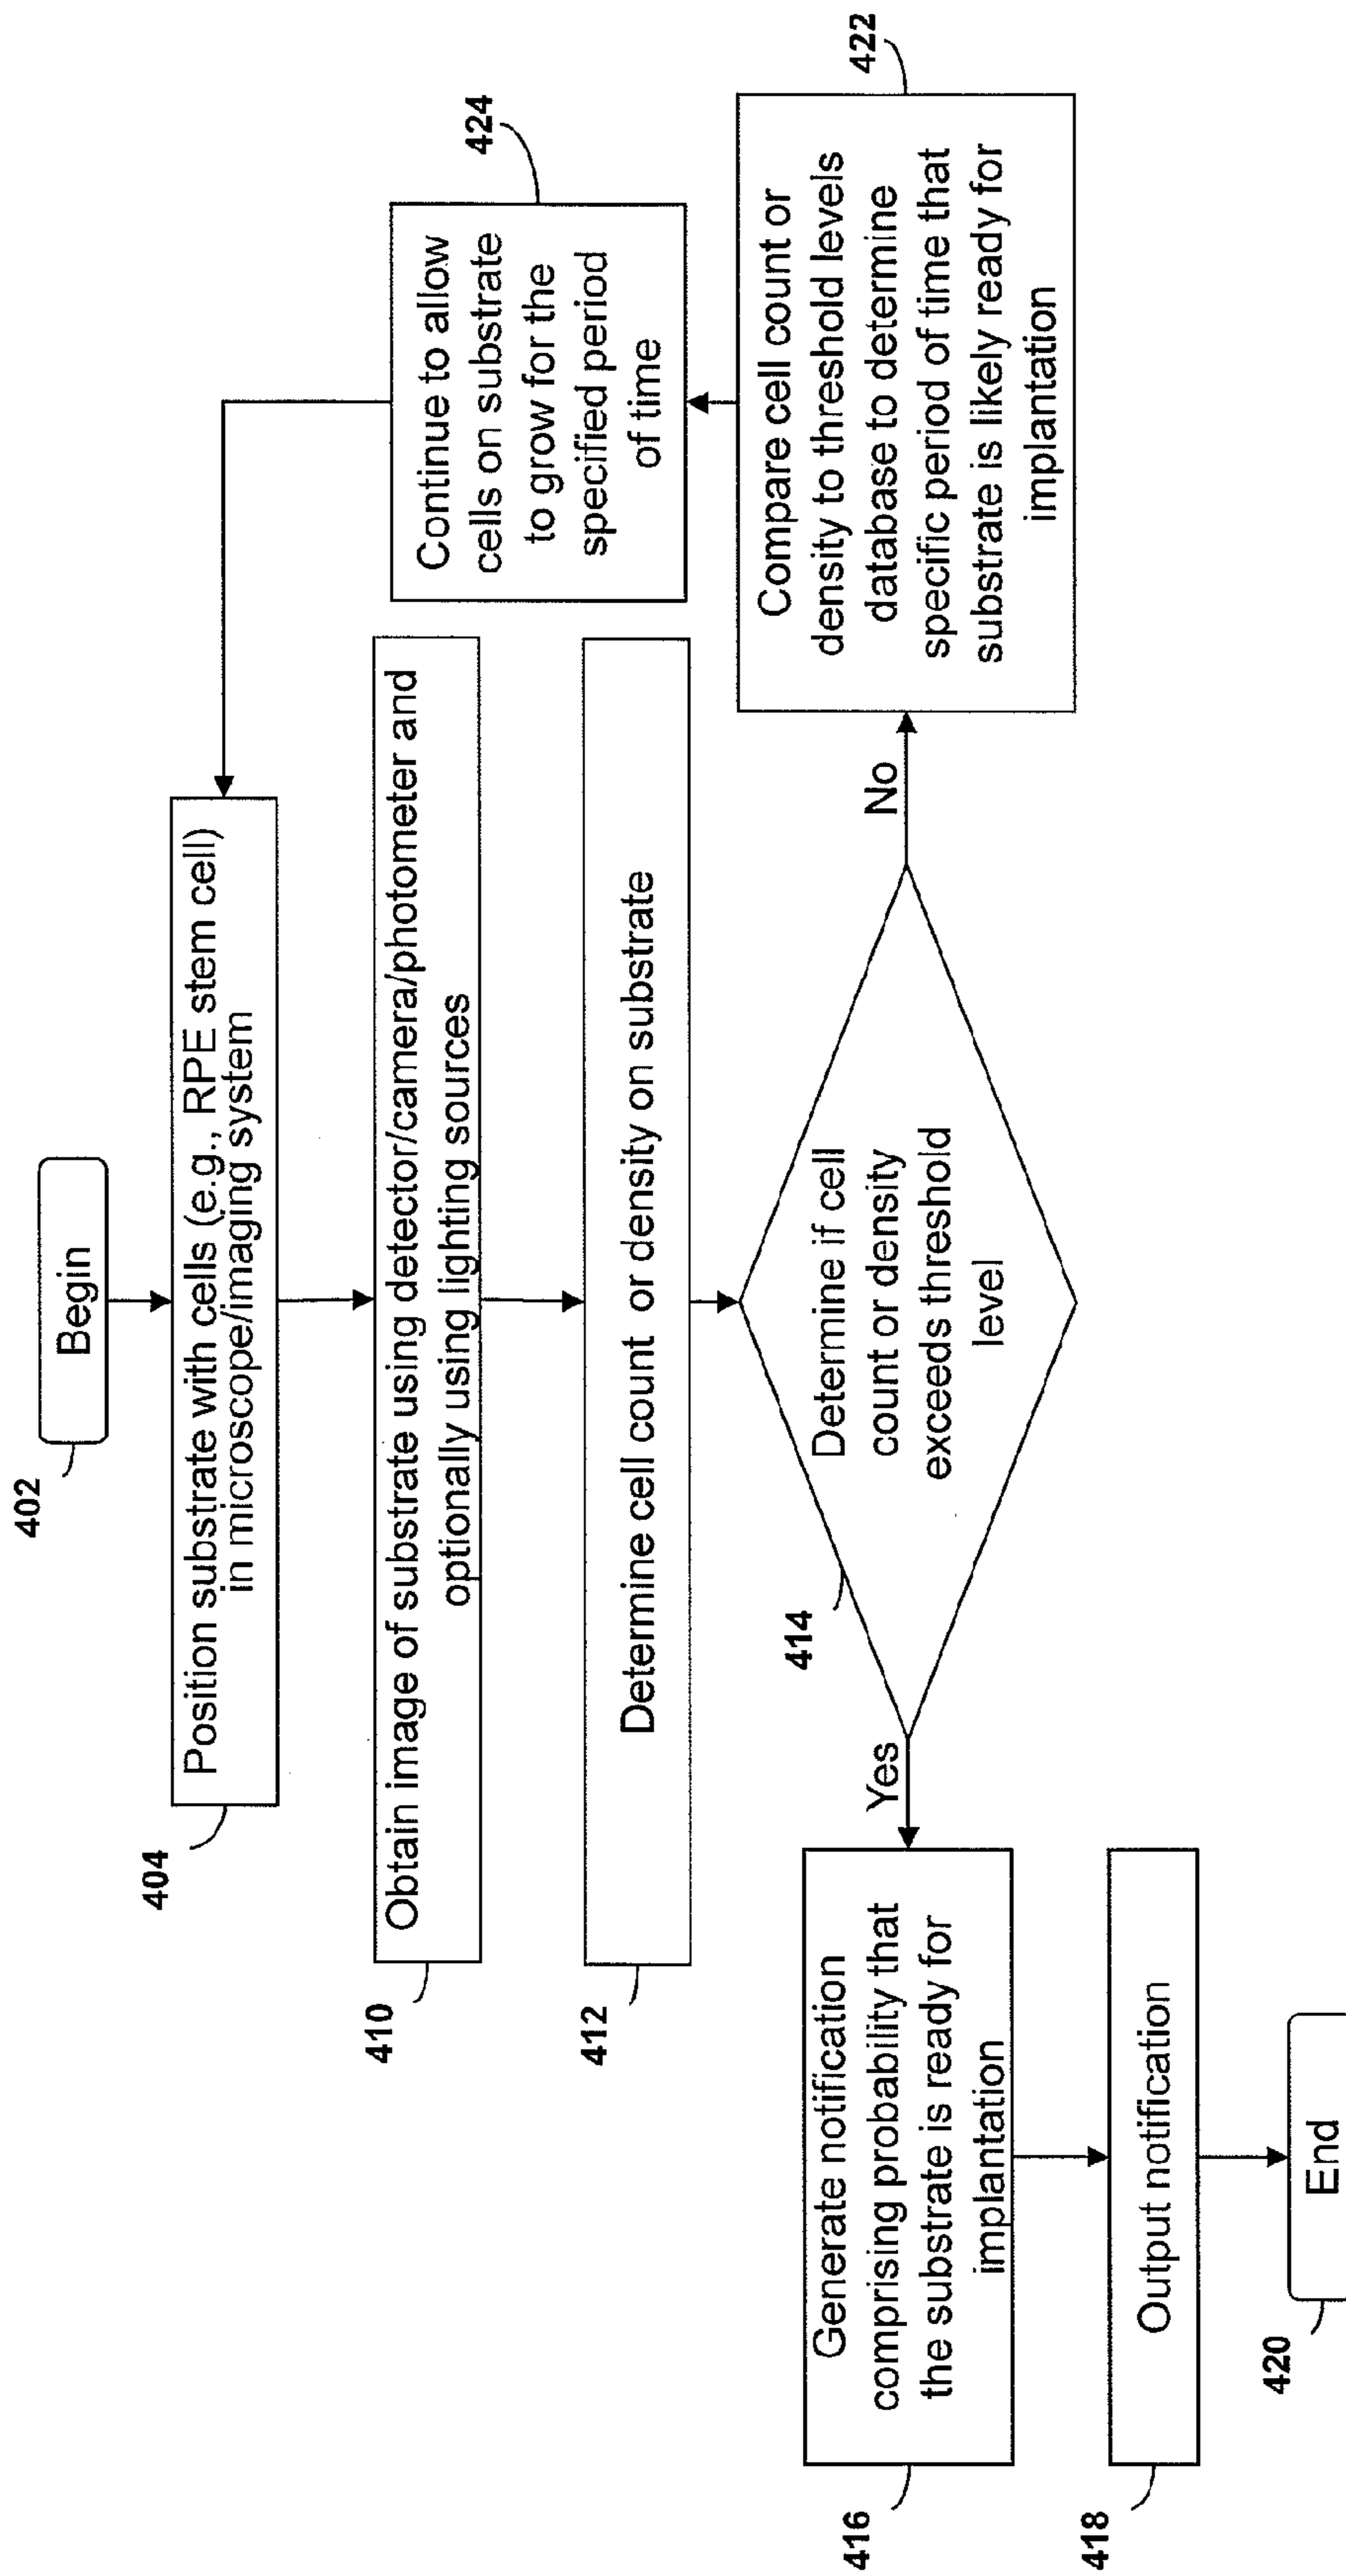 402
Begin
404
Position substrate with cells (e.g., RPE stem cell)
in microscope/imaging system
410
Obtain image of substrate using detector/camera/photometer and
optionally using lighting sources
412
Determine cell count or density on substrate
414
Determine if cell
count or density
exceeds threshold
level
Yes
No
416
Generate notification
comprising probability that
the substrate is ready for
implantation
418
Output notification
420
End
422
Compare cell count or
density to threshold levels
database to determine
specific period of time that
substrate is likely ready for
implantation
424
Continue to allow
cells on substrate
to grow for the
specified period
of time